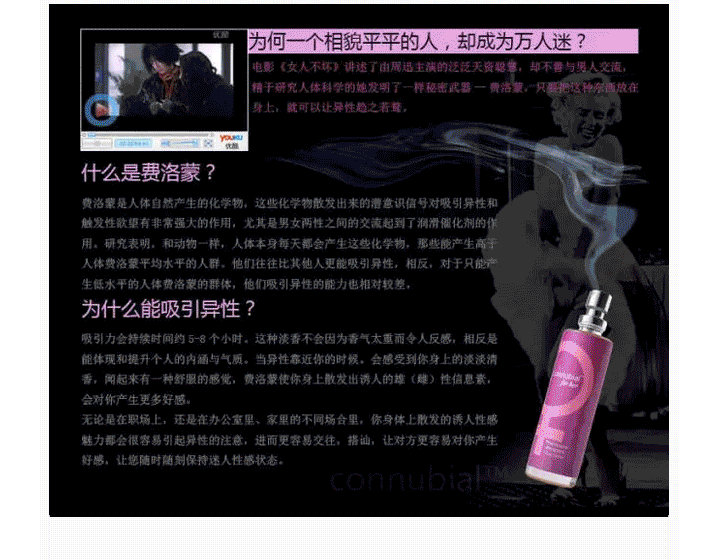 优酷
为何一个相貌平平的人，却成为万人迷？
电影《女人不坏》讲述了由周迅主演的泛泛天资聪慧，却不善与男人交流，
精于研究人体科学的她发明了一样秘密武器 — 费洛蒙，只要把这种东西放在
身上，就可以让异性趋之若鹜。
YOUKU
优酷
什么是费洛蒙？
费洛蒙是人体自然产生的化学物，这些化学物散发出来的潜意识信号对吸引异性和
触发性欲望有非常强大的作用，尤其是男女两性之间的交流起到了润滑催化剂的作
用。研究表明。和动物一样，人体本身每天都会产生这些化学物，那些能产生高于
人体费洛蒙平均水平的人群。他们往往比其他人更能吸引异性，相反，对于只能产
生低水平的人体费洛蒙的群体，他们吸引异性的能力也相对较差，
为什么能吸引异性？
吸引力会持续时间约 5-8 个小时。这种淡香不会因为香气太重而令人反感，相反是
能体现和提升个人的内涵与气质。当异性靠近你的时候。会感受到你身上的淡淡清
香，闻起来有一种舒服的感觉，费洛蒙使你身上散发出诱人的雄（雌）性信息素，
会对你产生更多好感。
无论是在职场上，还是在办公室里、家里的不同场合里，你身体上散发的诱人性感
魅力都会很容易引起异性的注意，进而更容易交往，搭讪，让对方更容易对你产生
好感，让您随时随刻保持迷人性感状态。
connubial
for her
connubial™